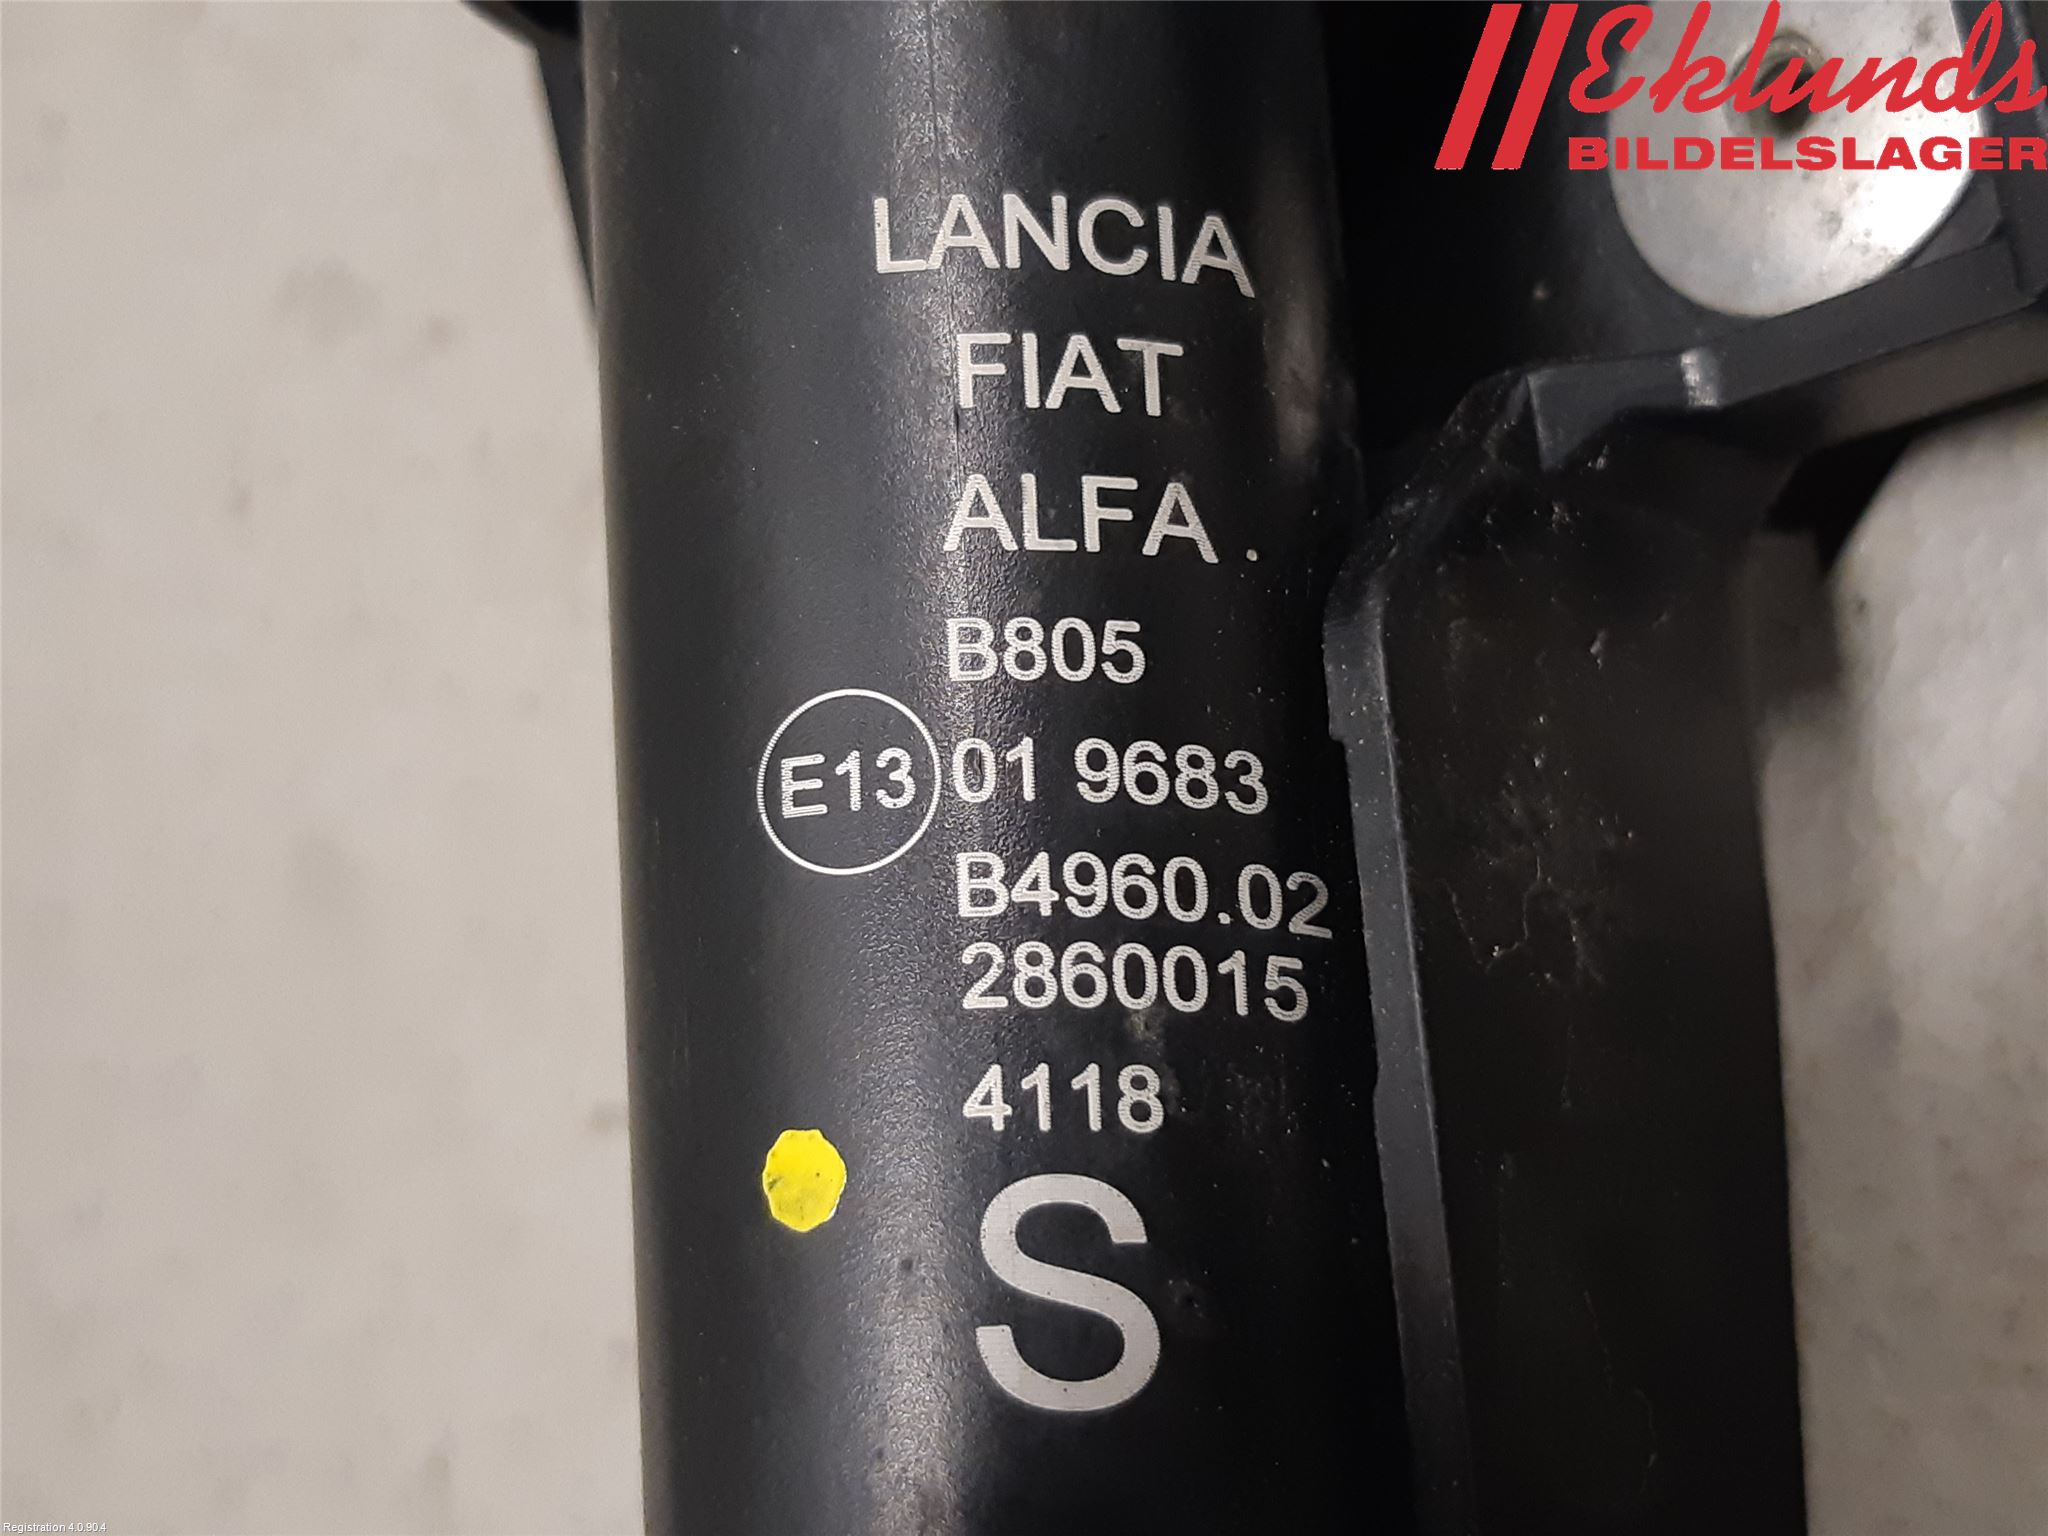 Eklunds
BILDELSLAGER
LANCIA
FIAT
ALFA.
B805
E13 01 9683
B4960.02
2860015
4118
S
Registration 4.0.90.4